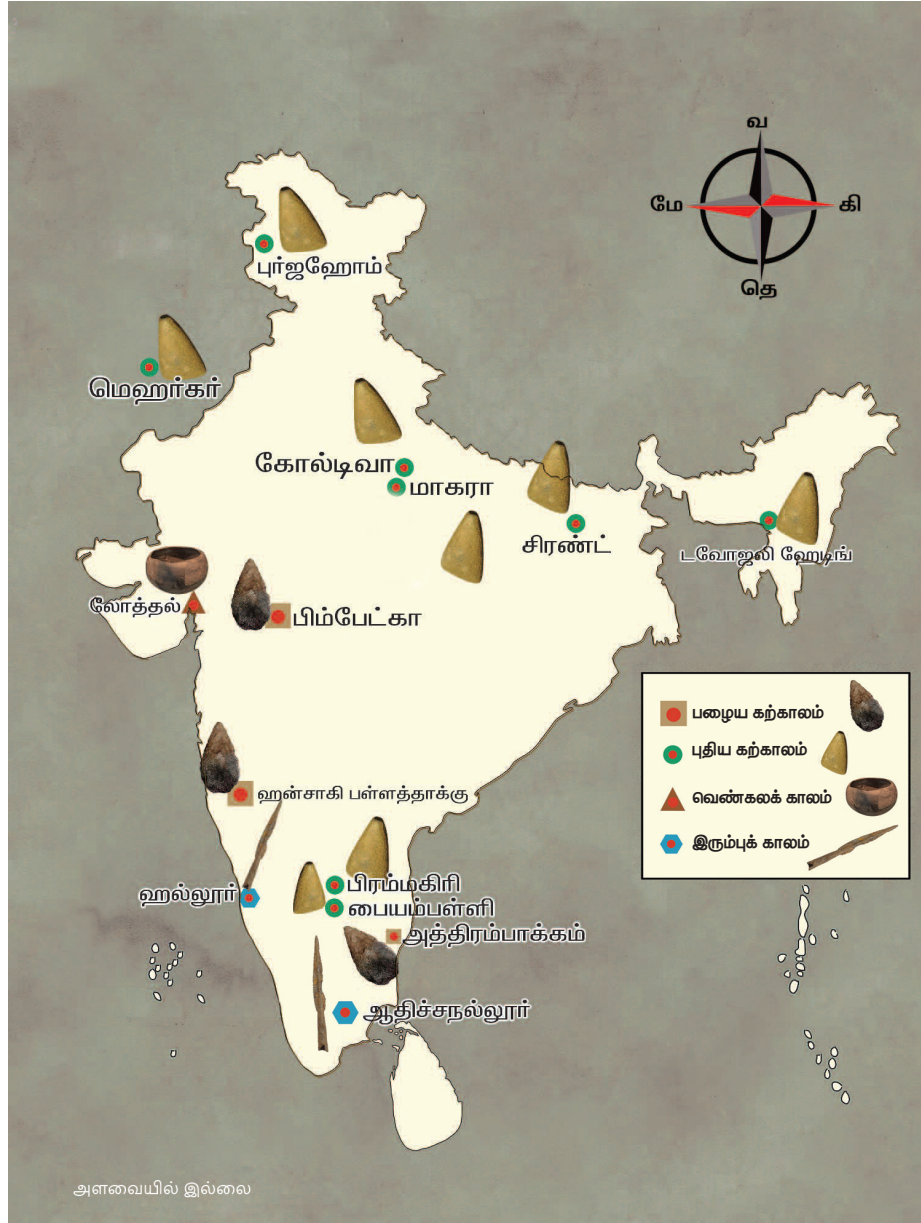 வ
மே
கி
தெ
புர்ஜஹோம்
மெஹர்கர்
கோல்டிவா
மாகரா
சிரண்ட்
டவோஜலி ஹேடிங்
லோத்தல்
பிம்பேட்கா
பழைய கற்காலம்
புதிய கற்காலம்
வெண்கலக் காலம்
இரும்புக் காலம்
ஹன்சாகி பள்ளத்தாக்கு
ஹல்லூர்
பிரம்மகிரி
பையம்பள்ளி
அத்திரம்பாக்கம்
ஆதிச்சநல்லூர்
அளவையில் இல்லை